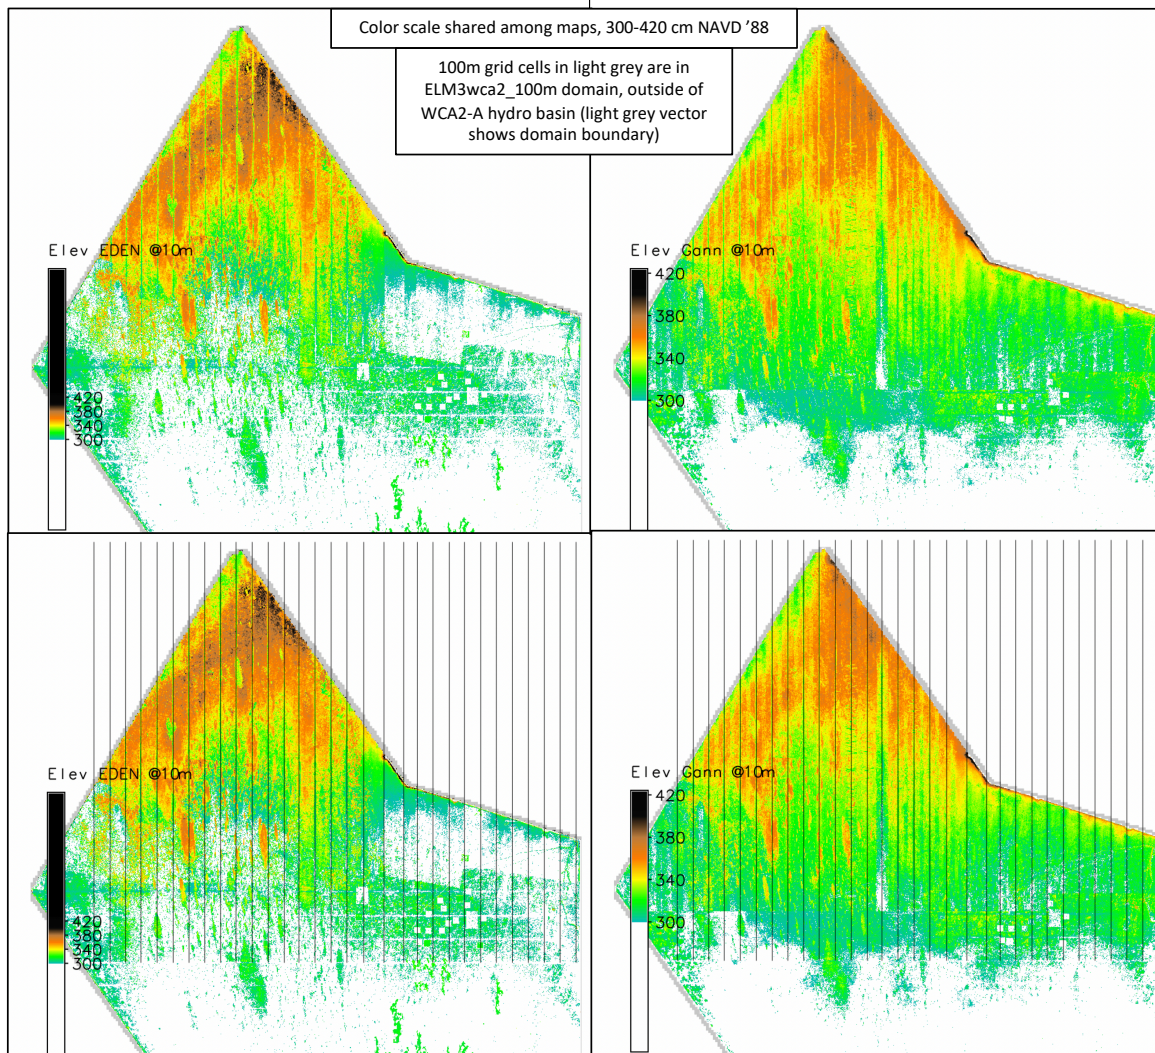 Color scale shared among maps, 300-420 cm NAVD ’88
100m grid cells in light grey are in
ELM3wca2_100m domain, outside of
WCA2-A hydro basin (light grey vector
shows domain boundary)
Elev EDEN @10m
420
380
340
300
Elev Gann @10m
420
380
340
300
Elev EDEN @10m
420
380
340
300
Elev Gann @10m
420
380
340
300